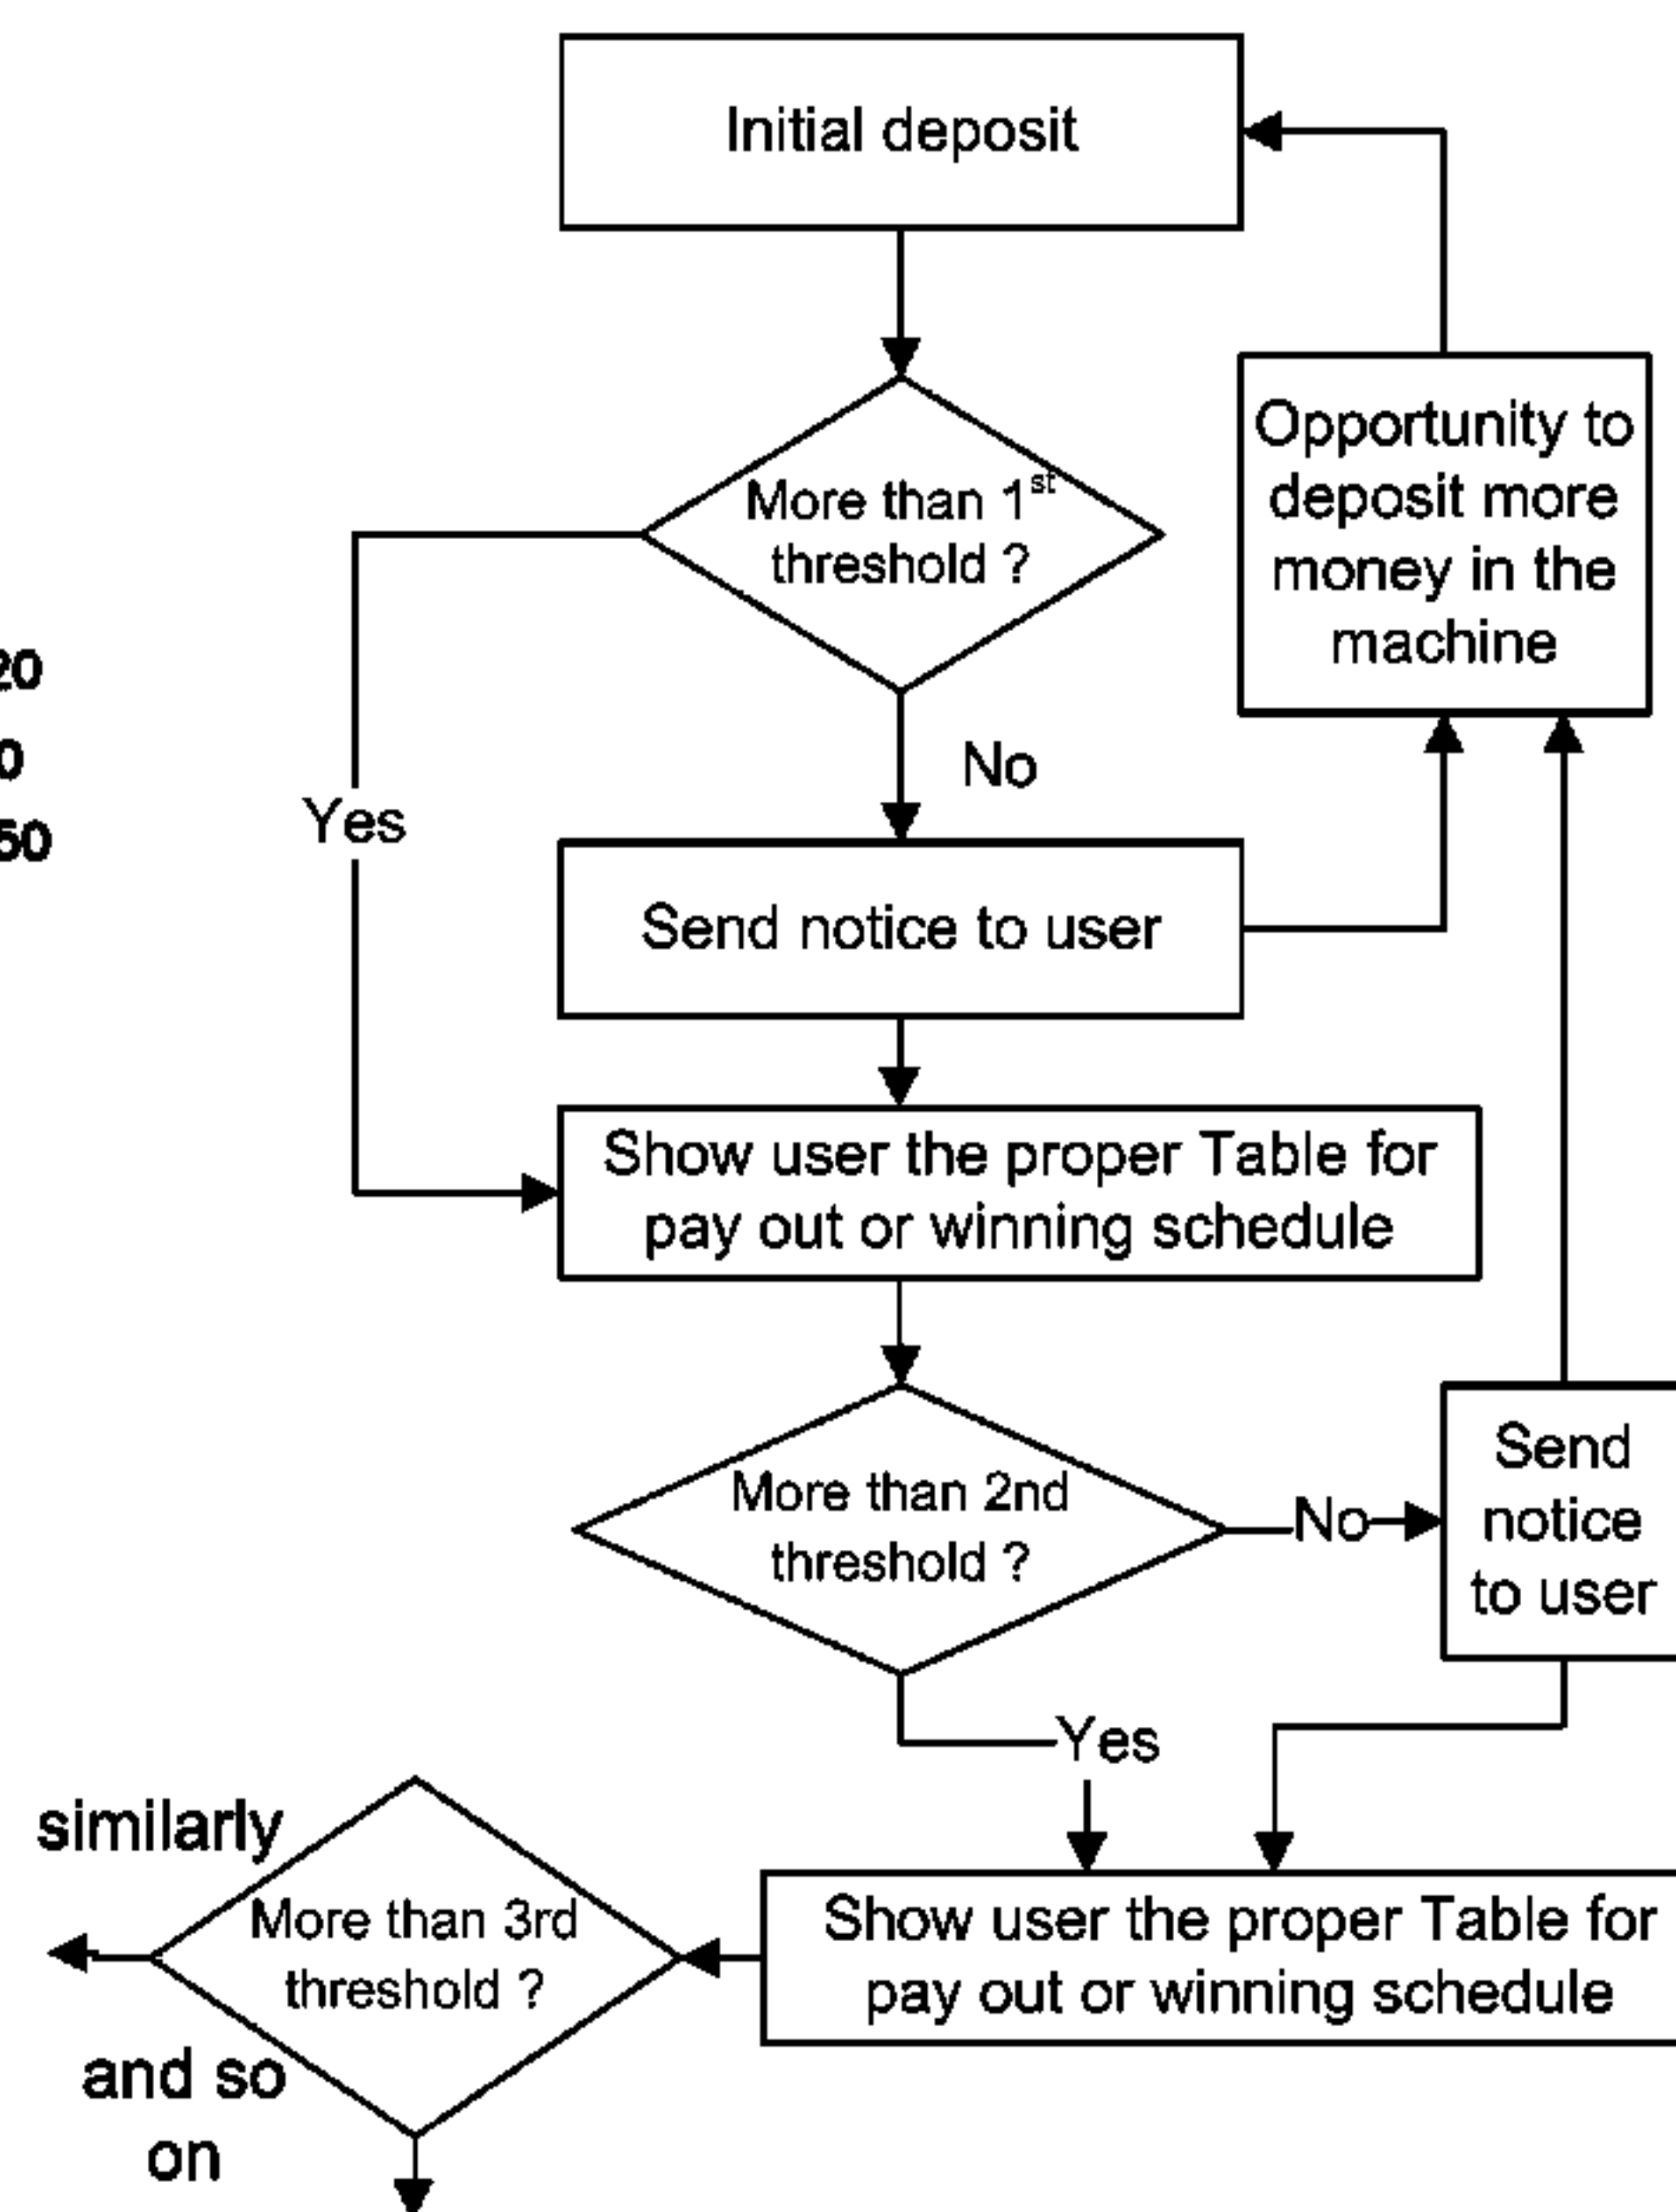 Initial deposit
More than 1st
threshold ?
Opportunity to
deposit more
money in the
machine
20
0
50
Yes
No
Send notice to user
Show user the proper Table for
pay out or winning schedule
More than 2nd
threshold ?
No
Send
notice
to user
Yes
similarly
More than 3rd
threshold ?
and so
on
Show user the proper Table for
pay out or winning schedule